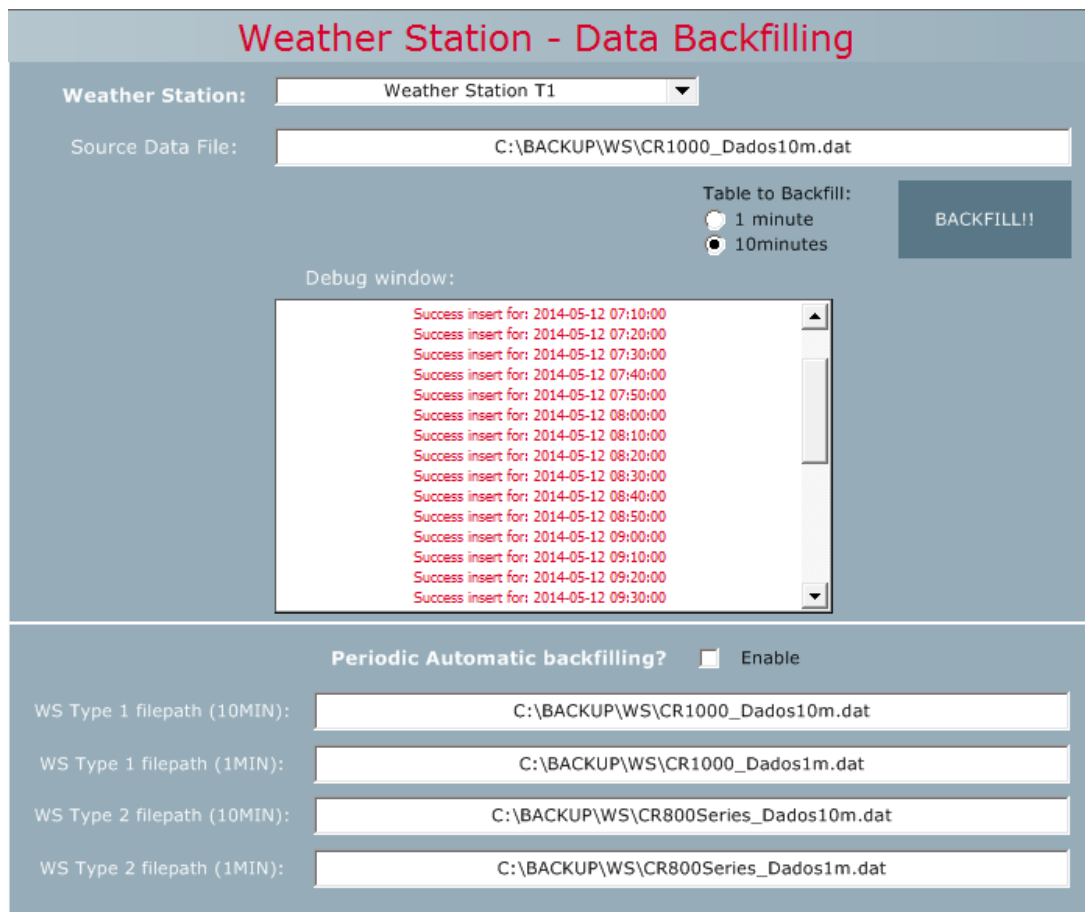 Weather Station - Data Backfilling
Weather Station: Weather Station T1
Source Data File: C:\BACKUP\WS\CR1000_Dados10m.dat
Table to Backfill:
1 minute
10minutes
BACKFILL!!
Debug window:
Success insert for: 2014-05-12 07:10:00
Success insert for: 2014-05-12 07:20:00
Success insert for: 2014-05-12 07:30:00
Success insert for: 2014-05-12 07:40:00
Success insert for: 2014-05-12 07:50:00
Success insert for: 2014-05-12 08:00:00
Success insert for: 2014-05-12 08:10:00
Success insert for: 2014-05-12 08:20:00
Success insert for: 2014-05-12 08:30:00
Success insert for: 2014-05-12 08:40:00
Success insert for: 2014-05-12 08:50:00
Success insert for: 2014-05-12 09:00:00
Success insert for: 2014-05-12 09:10:00
Success insert for: 2014-05-12 09:20:00
Success insert for: 2014-05-12 09:30:00
Periodic Automatic backfilling? Enable
WS Type 1 filepath (10MIN): C:\BACKUP\WS\CR1000_Dados10m.dat
WS Type 1 filepath (1MIN): C:\BACKUP\WS\CR1000_Dados1m.dat
WS Type 2 filepath (10MIN): C:\BACKUP\WS\CR800Series_Dados10m.dat
WS Type 2 filepath (1MIN): C:\BACKUP\WS\CR800Series_Dados1m.dat